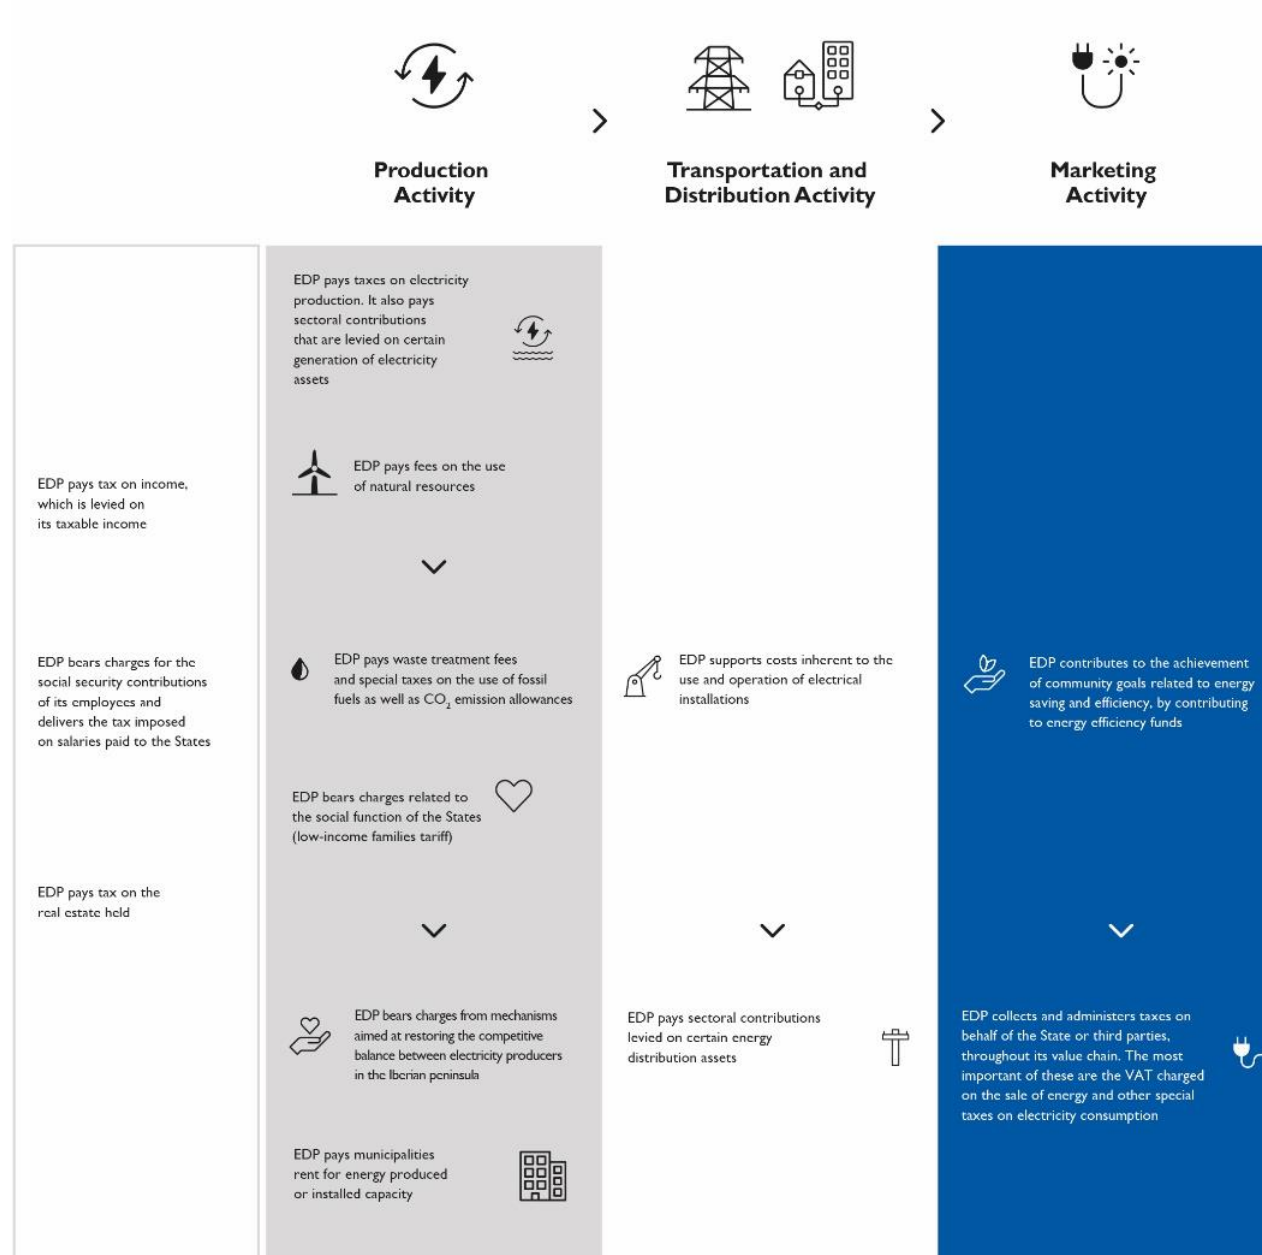 Production
Activity
Transportation and
Distribution Activity
Marketing
Activity
EDP pays tax on income,
which is levied on
its taxable income
EDP bears charges for the
social security contributions
of its employees and
delivers the tax imposed
on salaries paid to the States
EDP pays tax on the
real estate held
EDP pays taxes on electricity
production. It also pays
sectoral contributions
that are levied on certain
generation of electricity
assets
EDP pays fees on the use
of natural resources
EDP pays waste treatment fees
and special taxes on the use of fossil
fuels as well as CO₂ emission allowances
EDP bears charges related to
the social function of the States
(low-income families tariff)
EDP bears charges from mechanisms
aimed at restoring the competitive
balance between electricity producers
in the Iberian peninsula
EDP pays municipalities
rent for energy produced
or installed capacity
EDP supports costs inherent to the
use and operation of electrical
installations
EDP pays sectoral contributions
levied on certain energy
distribution assets
EDP contributes to the achievement
of community goals related to energy
saving and efficiency, by contributing
to energy efficiency funds
EDP collects and administers taxes on
behalf of the State or third parties,
throughout its value chain. The most
important of these are the VAT charged
on the sale of energy and other special
taxes on electricity consumption